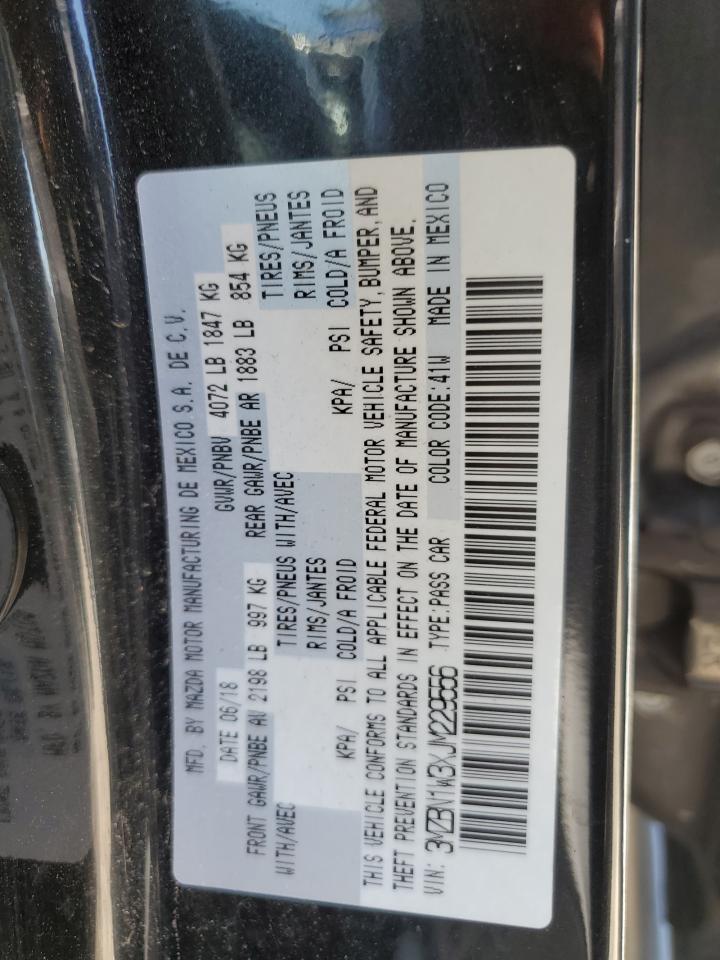 MFD. BY MAZDA MOTOR MANUFACTURING DE MEXICO S.A. DE C.V.
DATE 06/18 GVWR/PNBV 4072 LB 1847 KG
FRONT GAWR/PNBE AV 2198 LB 997 KG REAR GAWR/PNBE AR 1883 LB 854 KG
WITH/AVEC TIRES/PNEUS WITH/AVEC TIRES/PNEUS
RIMS/JANTES RIMS/JANTES
KPA/ PSI COLD/A FROID KPA/ PSI COLD/A FROID
THIS VEHICLE CONFORMS TO ALL APPLICABLE FEDERAL MOTOR VEHICLE SAFETY, BUMPER, AND
THEFT PREVENTION STANDARDS IN EFFECT ON THE DATE OF MANUFACTURE SHOWN ABOVE.
VIN: 3MZBN1W3XJM229556 TYPE:PASS CAR COLOR CODE:41W MADE IN MEXICO